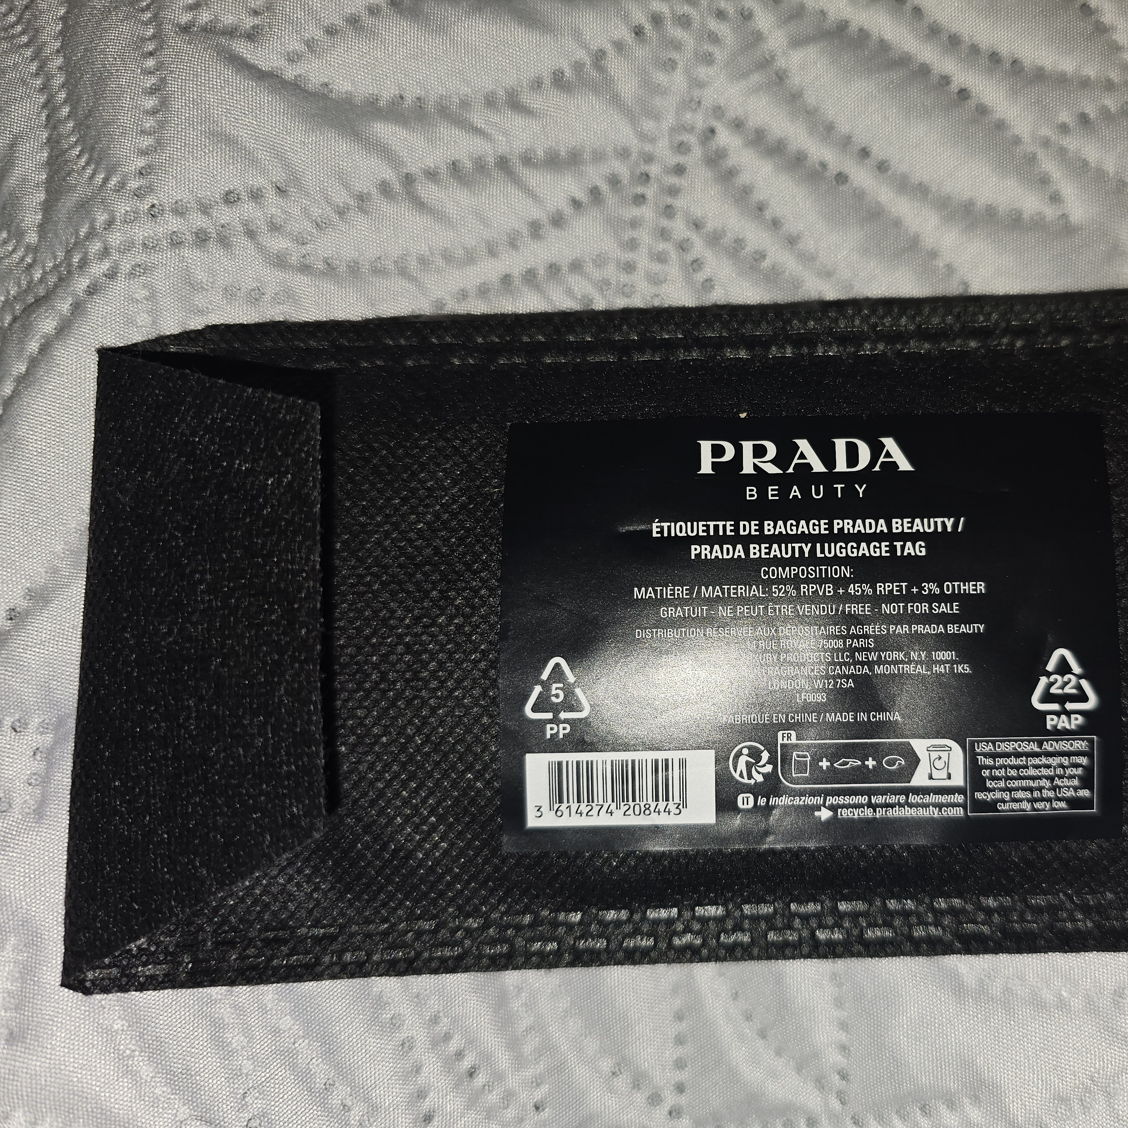 PRADA
BEAUTY
ÉTIQUETTE DE BAGAGE PRADA BEAUTY /
PRADA BEAUTY LUGGAGE TAG
COMPOSITION:
MATIÈRE / MATERIAL: 52% RPVB + 45% RPET + 3% OTHER
GRATUIT - NE PEUT ÊTRE VENDU / FREE - NOT FOR SALE
DISTRIBUTION RÉSERVÉE AUX DÉPOSITAIRES AGRÉÉS PAR PRADA BEAUTY
RUE ROYALE 75008 PARIS
PRODUCTS LLC, NEW YORK, N.Y. 10001.
FRAGRANCES CANADA, MONTRÉAL, H4T 1K5.
LONDON, W12 7SA
LF0093
FABRIQUÉ EN CHINE / MADE IN CHINA
5
PP
22
PAP
3 614274 208443
FR
IT le indicazioni possono variare localmente
recycle.pradabeauty.com
USA DISPOSAL ADVISORY:
This product packaging may
or not be collected in your
local community. Actual
recycling rates in the USA are
currently very low.